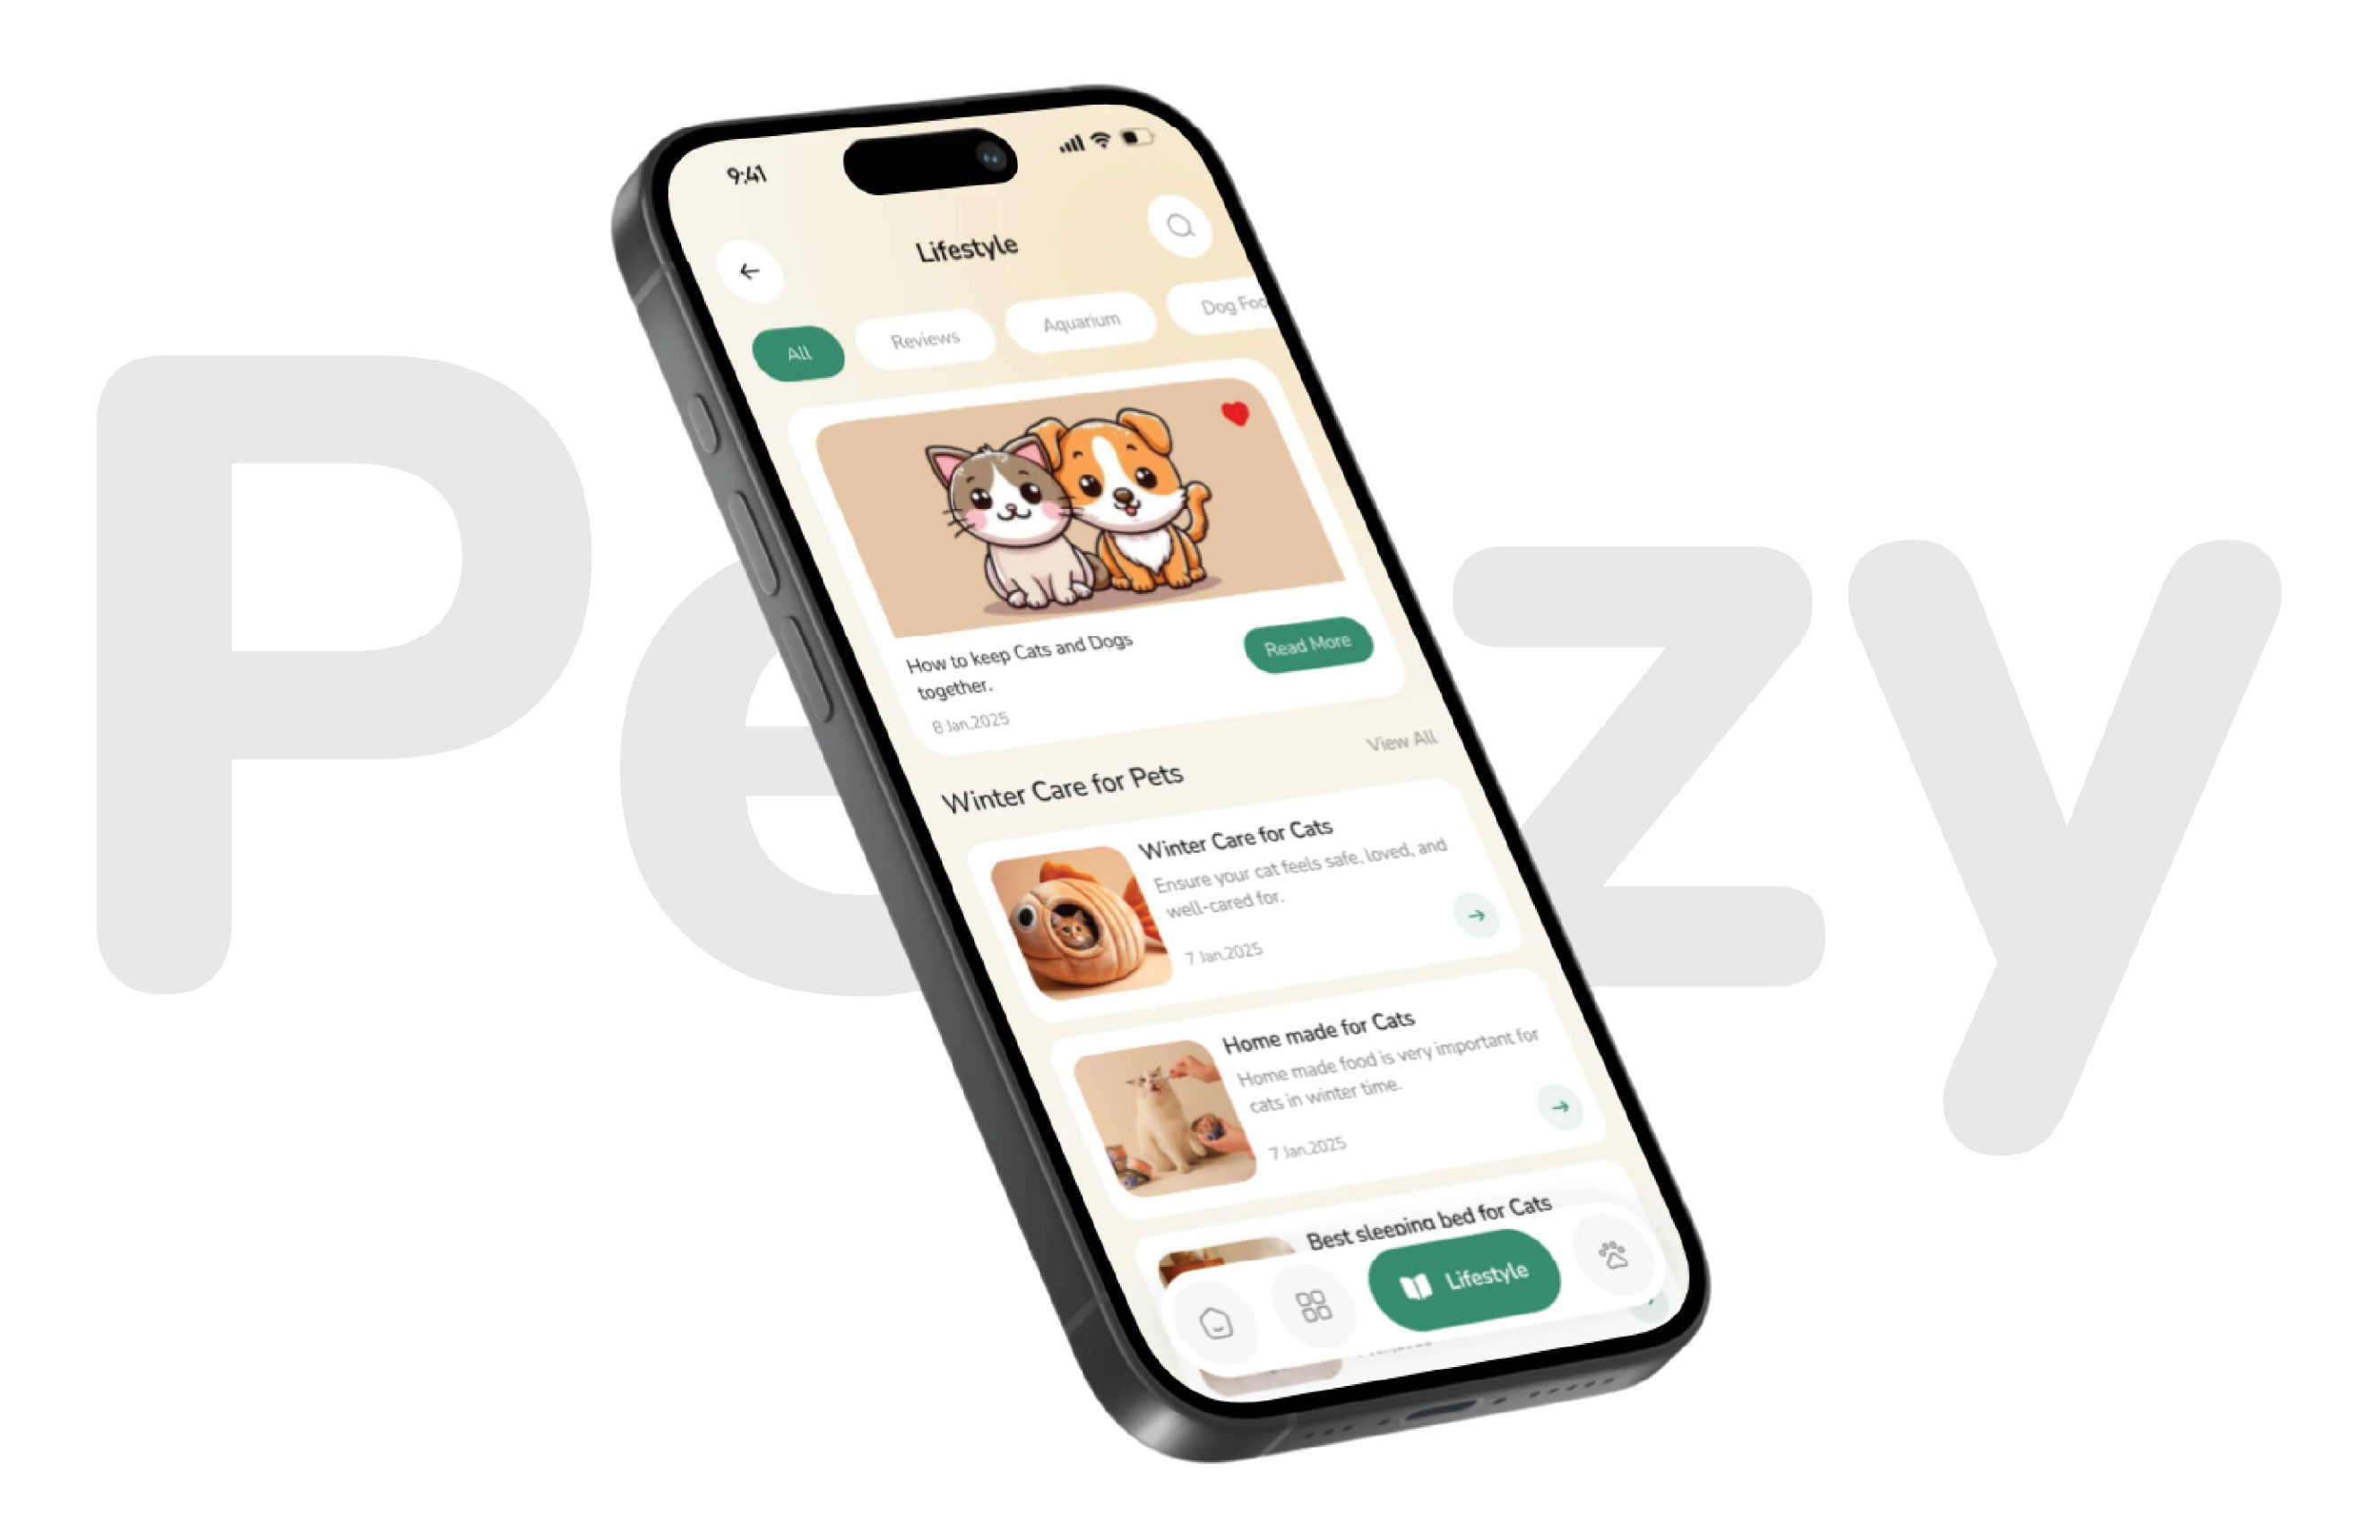 9:41
Lifestyle
All
Reviews
Aquarium
Dog Foo
How to keep Cats and Dogs
together.
Read More
8 Jan,2025
View All
Winter Care for Pets
Winter Care for Cats
Ensure your cat feels safe, loved, and
well-cared for.
7 Jan,2025
Home made for Cats
Home made food is very important for
cats in winter time.
7 Jan,2025
Best sleeping bed for Cats
Lifestyle